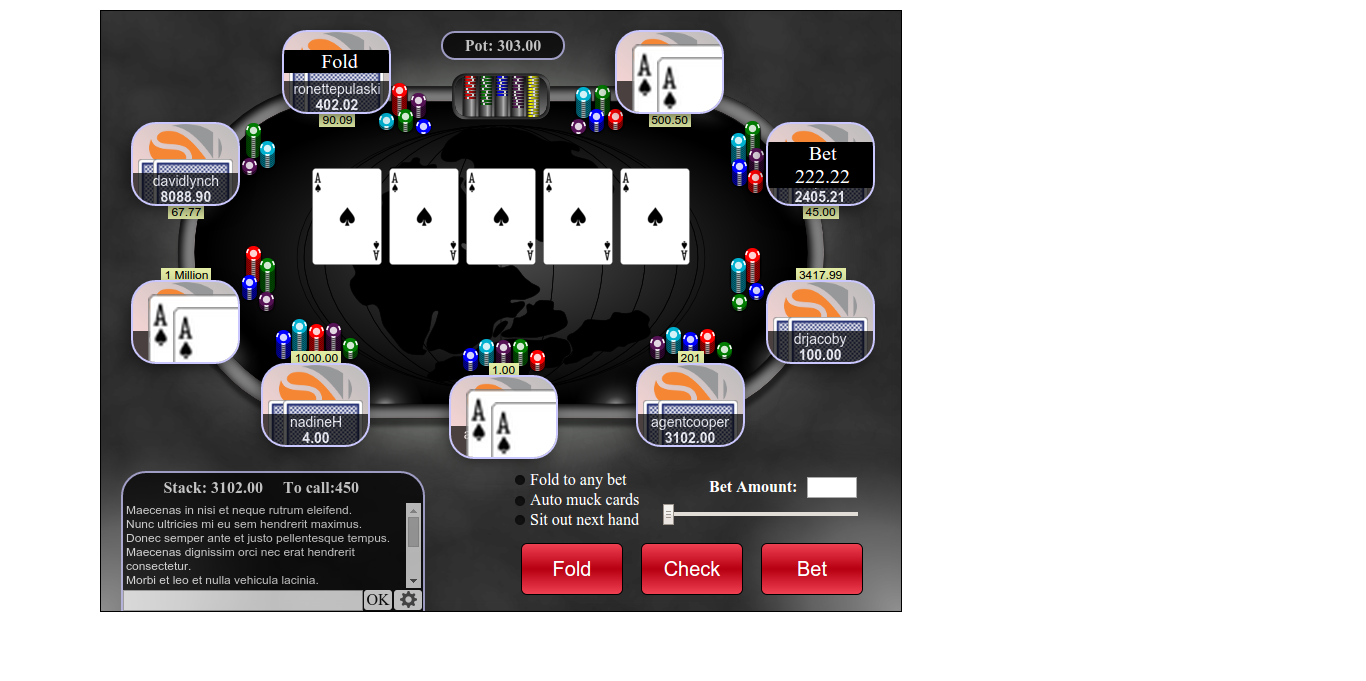 Pot: 303.00
Fold
ronettepulaski
402.02
90.09
A
A
500.50
davidlynch
8088.90
67.77
Bet
222.22
2405.21
45.00
A A A A A
A A A A A
1 Million
A
A
3417.99
drjacoby
100.00
1000.00
nadineH
4.00
1.00
A
A
201
agentcooper
3102.00
Stack: 3102.00 To call:450
Maecenas in nisi et neque rutrum eleifend.
Nunc ultricies mi eu sem hendrerit maximus.
Donec semper ante et justo pellentesque tempus.
Maecenas dignissim orci nec erat hendrerit
consectetur.
Morbi et leo et nulla vehicula lacinia.
OK
Fold to any bet
Auto muck cards
Sit out next hand
Bet Amount:
Fold
Check
Bet